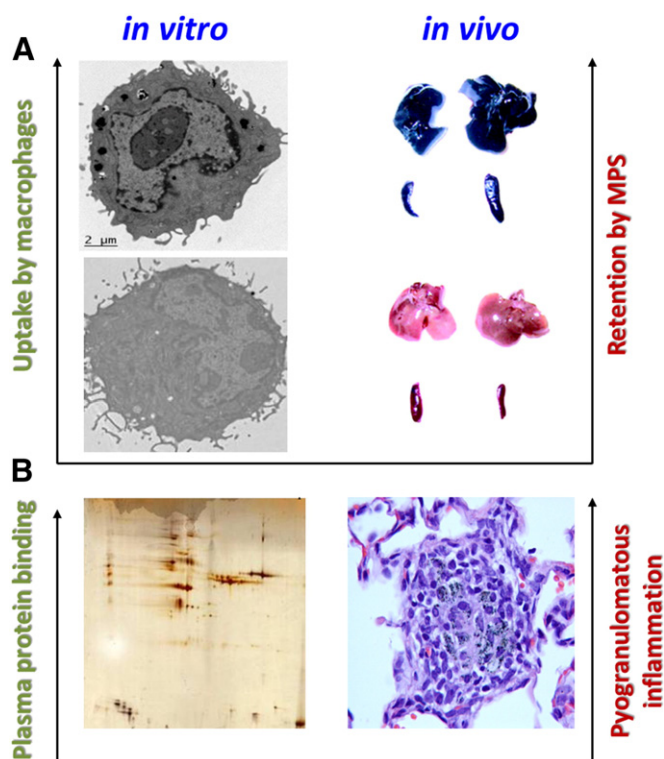 in vitro
in vivo
A
Uptake by macrophages
2 µm
Retention by MPS
B
Plasma protein binding
Pyogranulomatous
inflammation